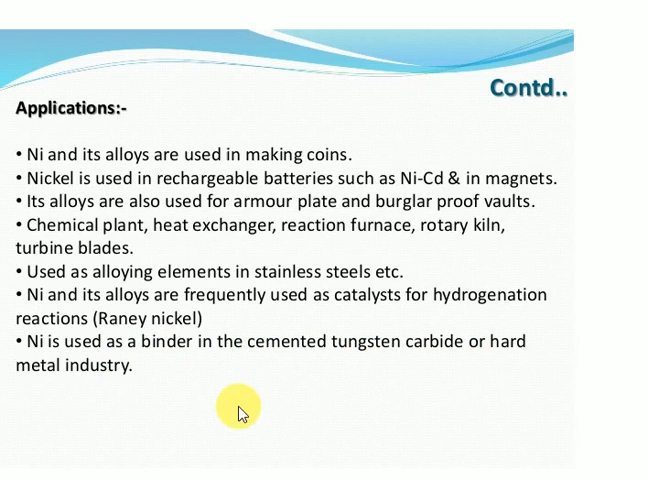 Contd..
Applications:-
• Ni and its alloys are used in making coins.
• Nickel is used in rechargeable batteries such as Ni-Cd & in magnets.
• Its alloys are also used for armour plate and burglar proof vaults.
• Chemical plant, heat exchanger, reaction furnace, rotary kiln,
turbine blades.
• Used as alloying elements in stainless steels etc.
• Ni and its alloys are frequently used as catalysts for hydrogenation
reactions (Raney nickel)
• Ni is used as a binder in the cemented tungsten carbide or hard
metal industry.